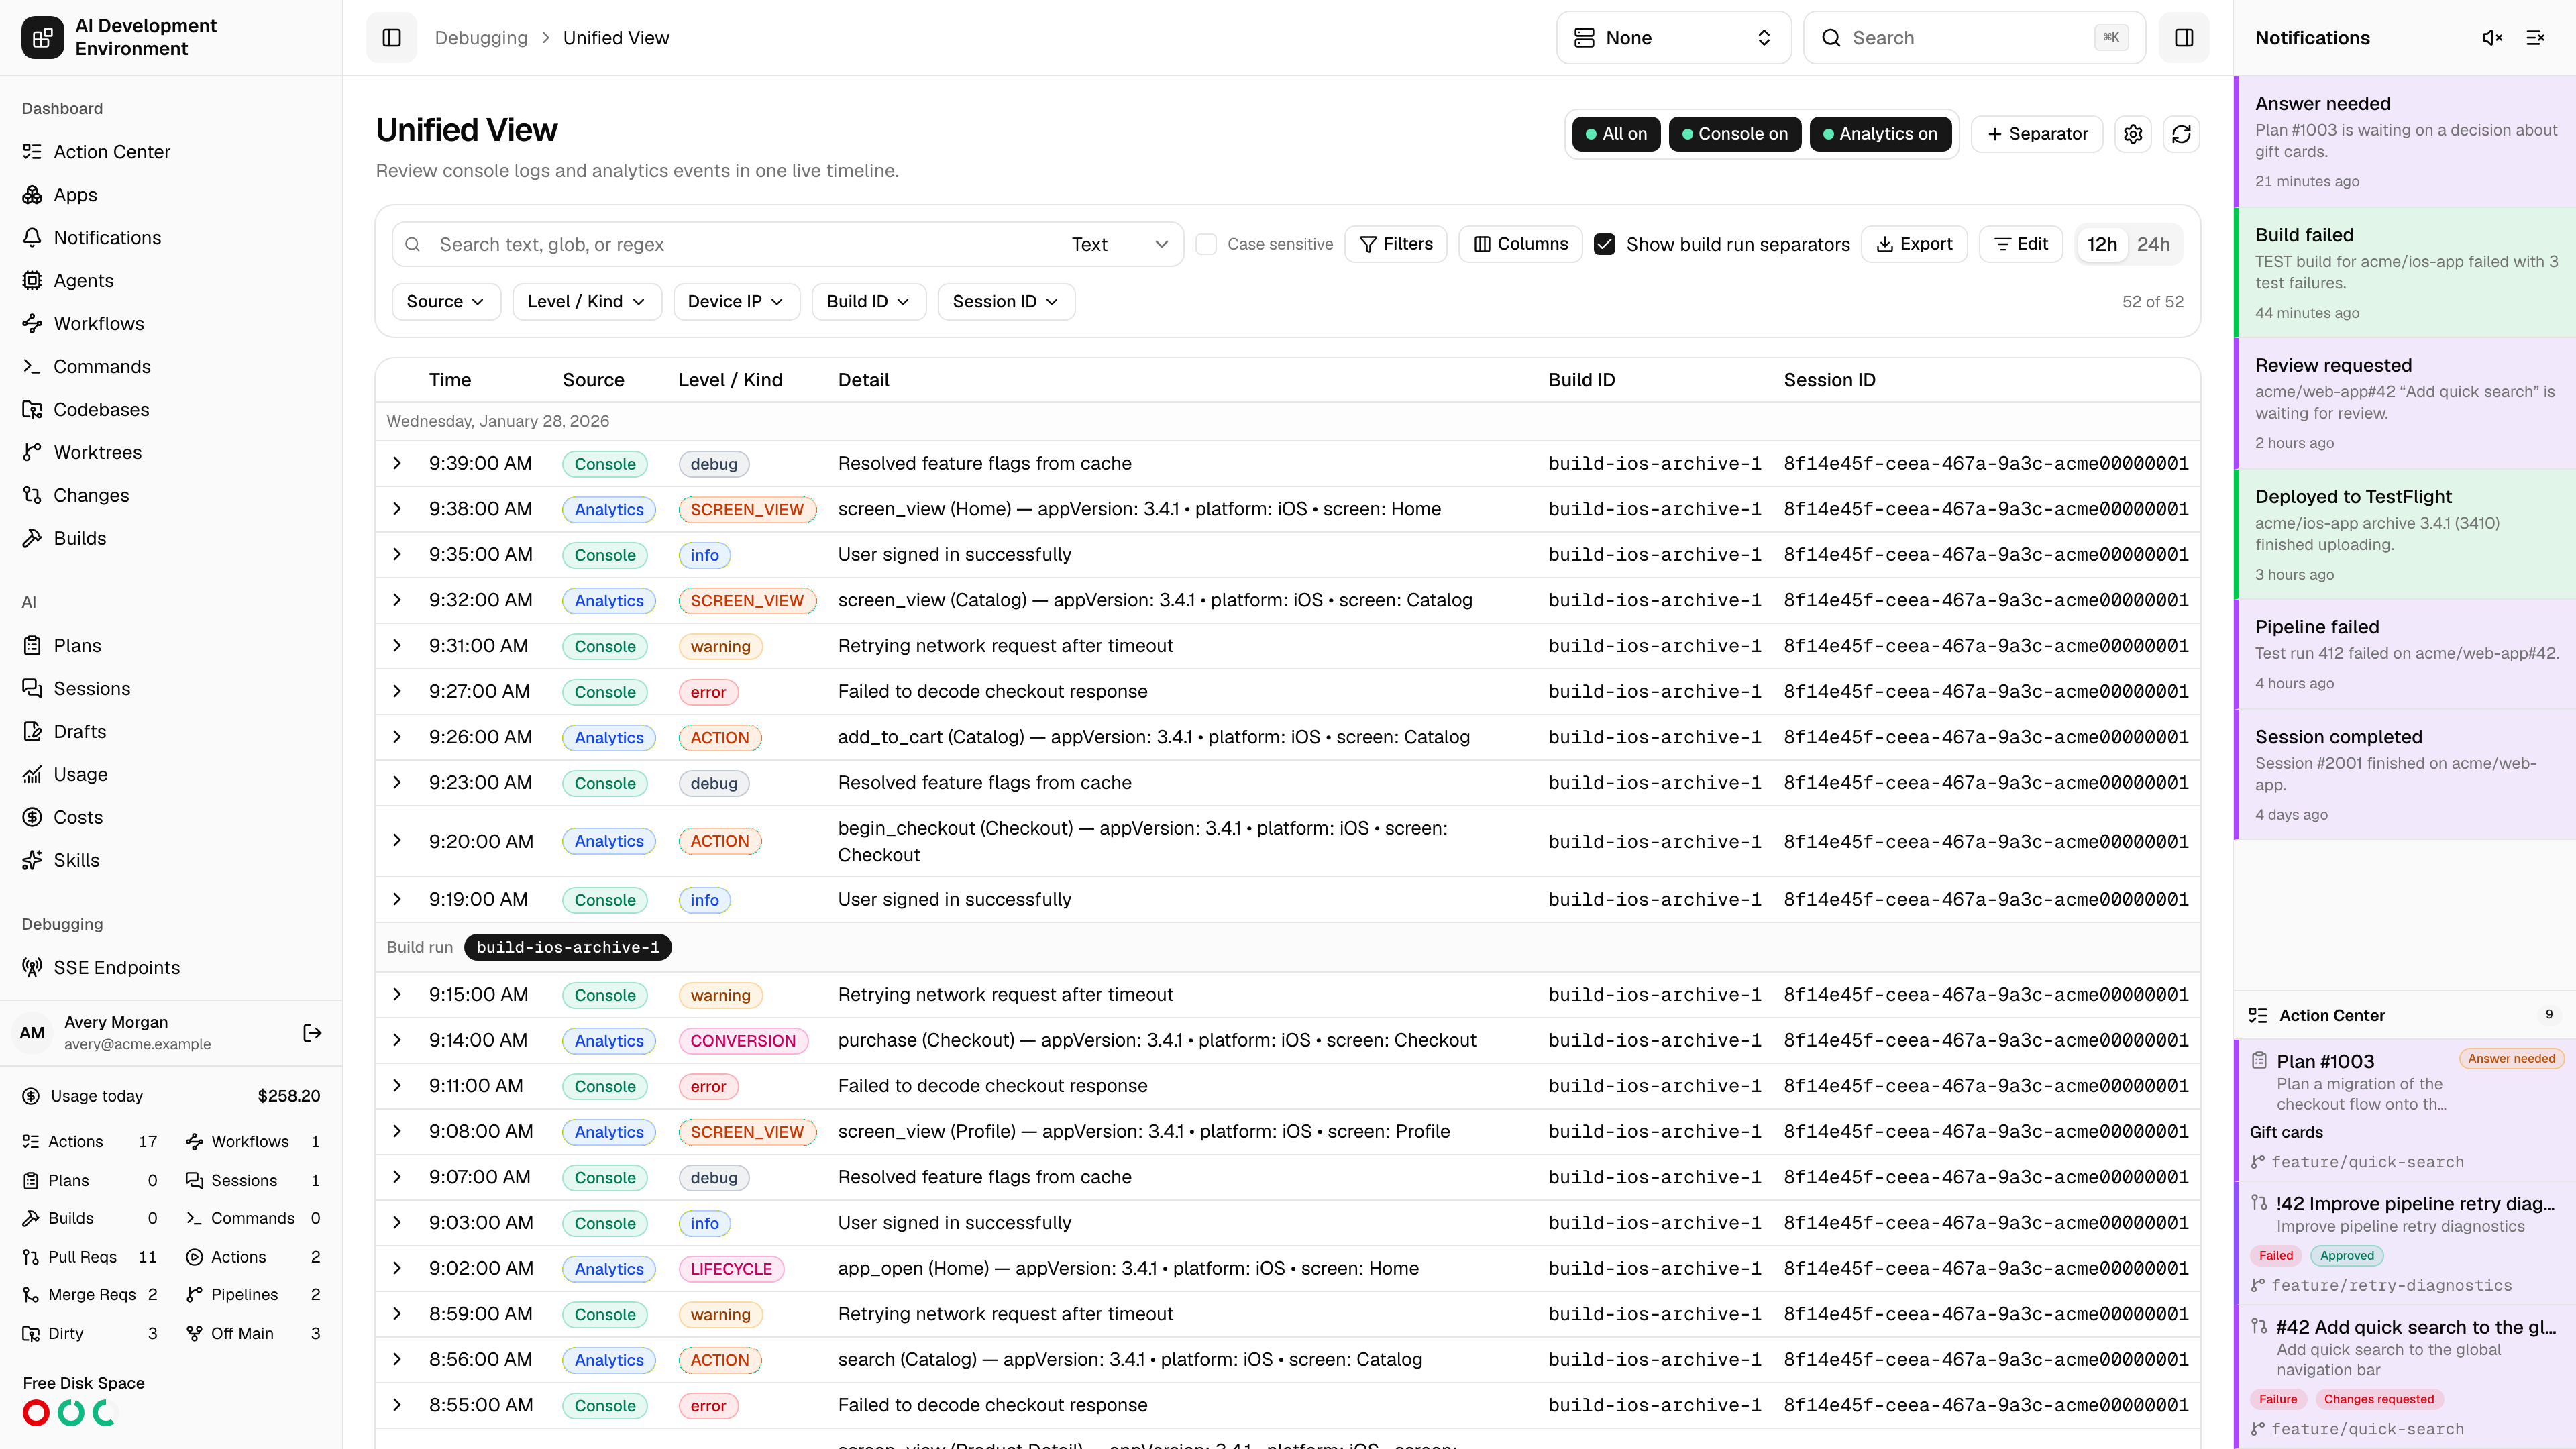 AI Development
Environment
Dashboard
Action Center
Apps
Notifications
Agents
Workflows
Commands
Codebases
Worktrees
Changes
Builds
AI
Plans
Sessions
Drafts
Usage
Costs
Skills
Debugging
SSE Endpoints
AM
Avery Morgan
avery@acme.example
Usage today $258.20
Actions 17 Workflows 1
Plans 0 Sessions 1
Builds 0 Commands 0
Pull Reqs 11 Actions 2
Merge Reqs 2 Pipelines 2
Dirty 3 Off Main 3
Free Disk Space
Debugging > Unified View
None
Search ⌘K
Unified View
Review console logs and analytics events in one live timeline.
All on Console on Analytics on + Separator
Search text, glob, or regex Text Case sensitive Filters Columns Show build run separators Export Edit 12h 24h
Source Level / Kind Device IP Build ID Session ID 52 of 52
Time Source Level / Kind Detail Build ID Session ID
Wednesday, January 28, 2026
9:39:00 AM Console debug Resolved feature flags from cache build-ios-archive-1 8f14e45f-ceea-467a-9a3c-acme00000001
9:38:00 AM Analytics SCREEN_VIEW screen_view (Home) — appVersion: 3.4.1 • platform: iOS • screen: Home build-ios-archive-1 8f14e45f-ceea-467a-9a3c-acme00000001
9:35:00 AM Console info User signed in successfully build-ios-archive-1 8f14e45f-ceea-467a-9a3c-acme00000001
9:32:00 AM Analytics SCREEN_VIEW screen_view (Catalog) — appVersion: 3.4.1 • platform: iOS • screen: Catalog build-ios-archive-1 8f14e45f-ceea-467a-9a3c-acme00000001
9:31:00 AM Console warning Retrying network request after timeout build-ios-archive-1 8f14e45f-ceea-467a-9a3c-acme00000001
9:27:00 AM Console error Failed to decode checkout response build-ios-archive-1 8f14e45f-ceea-467a-9a3c-acme00000001
9:26:00 AM Analytics ACTION add_to_cart (Catalog) — appVersion: 3.4.1 • platform: iOS • screen: Catalog build-ios-archive-1 8f14e45f-ceea-467a-9a3c-acme00000001
9:23:00 AM Console debug Resolved feature flags from cache build-ios-archive-1 8f14e45f-ceea-467a-9a3c-acme00000001
9:20:00 AM Analytics ACTION begin_checkout (Checkout) — appVersion: 3.4.1 • platform: iOS • screen: build-ios-archive-1 8f14e45f-ceea-467a-9a3c-acme00000001
Checkout
9:19:00 AM Console info User signed in successfully build-ios-archive-1 8f14e45f-ceea-467a-9a3c-acme00000001
Build run build-ios-archive-1
9:15:00 AM Console warning Retrying network request after timeout build-ios-archive-1 8f14e45f-ceea-467a-9a3c-acme00000001
9:14:00 AM Analytics CONVERSION purchase (Checkout) — appVersion: 3.4.1 • platform: iOS • screen: Checkout build-ios-archive-1 8f14e45f-ceea-467a-9a3c-acme00000001
9:11:00 AM Console error Failed to decode checkout response build-ios-archive-1 8f14e45f-ceea-467a-9a3c-acme00000001
9:08:00 AM Analytics SCREEN_VIEW screen_view (Profile) — appVersion: 3.4.1 • platform: iOS • screen: Profile build-ios-archive-1 8f14e45f-ceea-467a-9a3c-acme00000001
9:07:00 AM Console debug Resolved feature flags from cache build-ios-archive-1 8f14e45f-ceea-467a-9a3c-acme00000001
9:03:00 AM Console info User signed in successfully build-ios-archive-1 8f14e45f-ceea-467a-9a3c-acme00000001
9:02:00 AM Analytics LIFECYCLE app_open (Home) — appVersion: 3.4.1 • platform: iOS • screen: Home build-ios-archive-1 8f14e45f-ceea-467a-9a3c-acme00000001
8:59:00 AM Console warning Retrying network request after timeout build-ios-archive-1 8f14e45f-ceea-467a-9a3c-acme00000001
8:56:00 AM Analytics ACTION search (Catalog) — appVersion: 3.4.1 • platform: iOS • screen: Catalog build-ios-archive-1 8f14e45f-ceea-467a-9a3c-acme00000001
8:55:00 AM Console error Failed to decode checkout response build-ios-archive-1 8f14e45f-ceea-467a-9a3c-acme00000001
screen_view (Product Detail) — appVersion: 3.4.1 • platform: iOS • screen:
Notifications
Answer needed
Plan #1003 is waiting on a decision about
gift cards.
21 minutes ago
Build failed
TEST build for acme/ios-app failed with 3
test failures.
44 minutes ago
Review requested
acme/web-app#42 “Add quick search” is
waiting for review.
2 hours ago
Deployed to TestFlight
acme/ios-app archive 3.4.1 (3410)
finished uploading.
3 hours ago
Pipeline failed
Test run 412 failed on acme/web-app#42.
4 hours ago
Session completed
Session #2001 finished on acme/web-
app.
4 days ago
Action Center 9
Plan #1003 Answer needed
Plan a migration of the
checkout flow onto th…
Gift cards
feature/quick-search
!42 Improve pipeline retry diag…
Improve pipeline retry diagnostics
Failed Approved
feature/retry-diagnostics
#42 Add quick search to the gl…
Add quick search to the global
navigation bar
Failure Changes requested
feature/quick-search